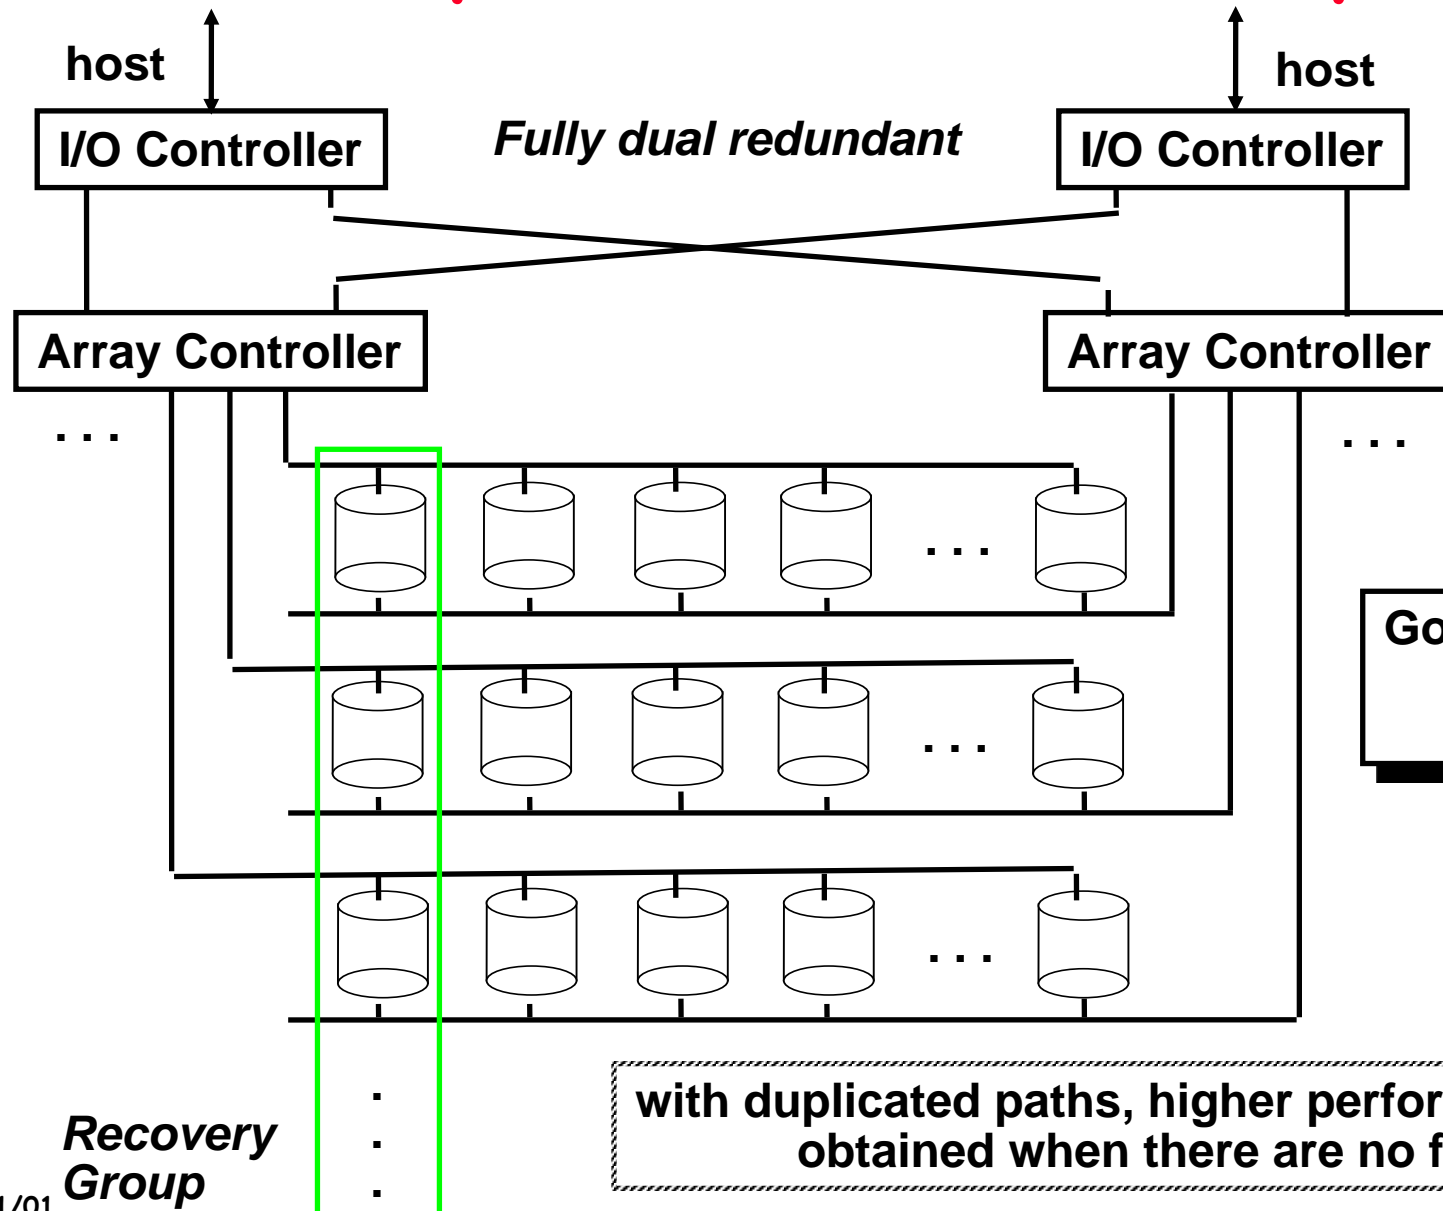 host
host
I/O Controller
Fully dual redundant
I/O Controller
Array Controller
Array Controller
. . .
. . .
. . .
. . .
. . .
with duplicated paths, higher
obtained when there are no
Recovery
Group